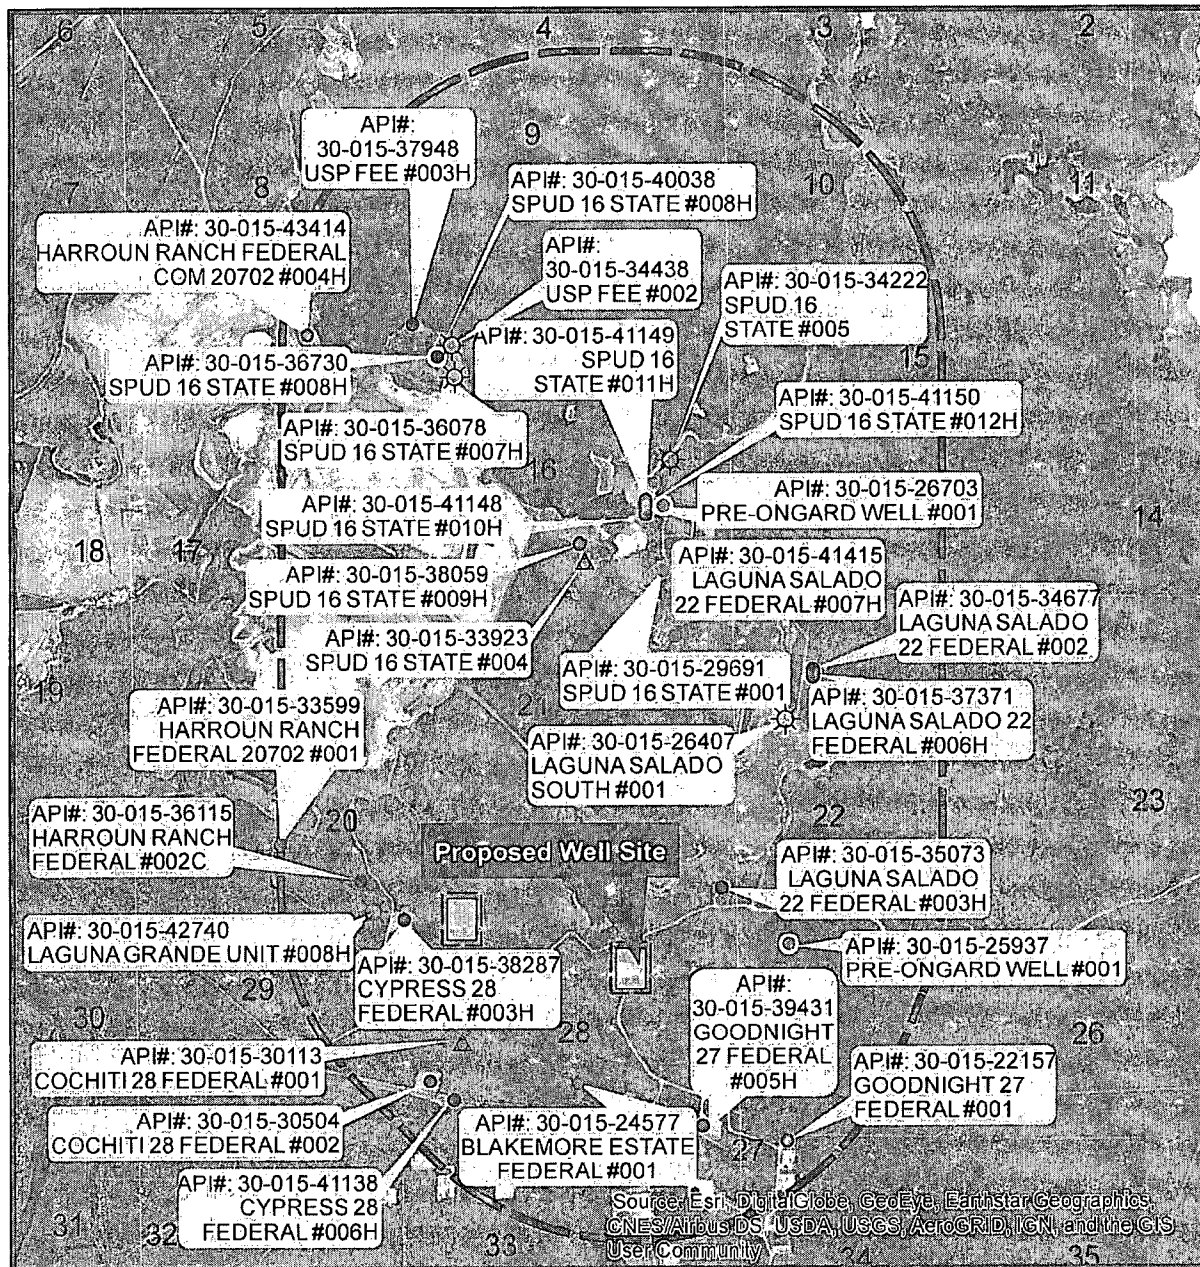 6
5
4
3
2
API#:
30-015-37948
USP FEE #003H
9
API#: 30-015-40038
SPUD 16 STATE #008H
10
11
7
8
API#: 30-015-43414
HARROUN RANCH FEDERAL
COM 20702 #004H
API#:
30-015-34438
USP FEE #002
API#: 30-015-34222
SPUD 16
STATE #005
API#: 30-015-41149
SPUD 16
STATE #011H
15
API#: 30-015-36730
SPUD 16 STATE #008H
API#: 30-015-41150
SPUD 16 STATE #012H
API#: 30-015-36078
SPUD 16 STATE #007H
16
API#: 30-015-26703
PRE-ONGARD WELL #001
API#: 30-015-41148
SPUD 16 STATE #010H
14
18
17
API#: 30-015-41415
LAGUNA SALADO
22 FEDERAL #007H
API#: 30-015-38059
SPUD 16 STATE #009H
API#: 30-015-34677
LAGUNA SALADO
22 FEDERAL #002
API#: 30-015-33923
SPUD 16 STATE #004
API#: 30-015-29691
SPUD 16 STATE #001
19
21
API#: 30-015-33599
HARROUN RANCH
FEDERAL 20702 #001
API#: 30-015-37371
LAGUNA SALADO 22
FEDERAL #006H
API#: 30-015-26407
LAGUNA SALADO
SOUTH #001
API#: 30-015-36115
HARROUN RANCH
FEDERAL #002C
20
22
23
Proposed Well Site
API#: 30-015-35073
LAGUNA SALADO
22 FEDERAL #003H
API#: 30-015-42740
LAGUNA GRANDE UNIT #008H
API#: 30-015-38287
CYPRESS 28
FEDERAL #003H
API#: 30-015-25937
PRE-ONGARD WELL #001
29
30
28
26
API#:
30-015-39431
GOODNIGHT
27 FEDERAL
#005H
API#: 30-015-30113
COCHITI 28 FEDERAL #001
API#: 30-015-22157
GOODNIGHT 27
FEDERAL #001
API#: 30-015-30504
COCHITI 28 FEDERAL #002
API#: 30-015-24577
BLAKEMORE ESTATE
FEDERAL #001
27
API#: 30-015-41138
CYPRESS 28
FEDERAL #006H
31
32
33
34
35
Source: Esri, DigitalGlobe, GeoEye, Earthstar Geographics,
CNES/Airbus DS, USDA, USGS, AeroGRID, IGN, and the GIS
User Community